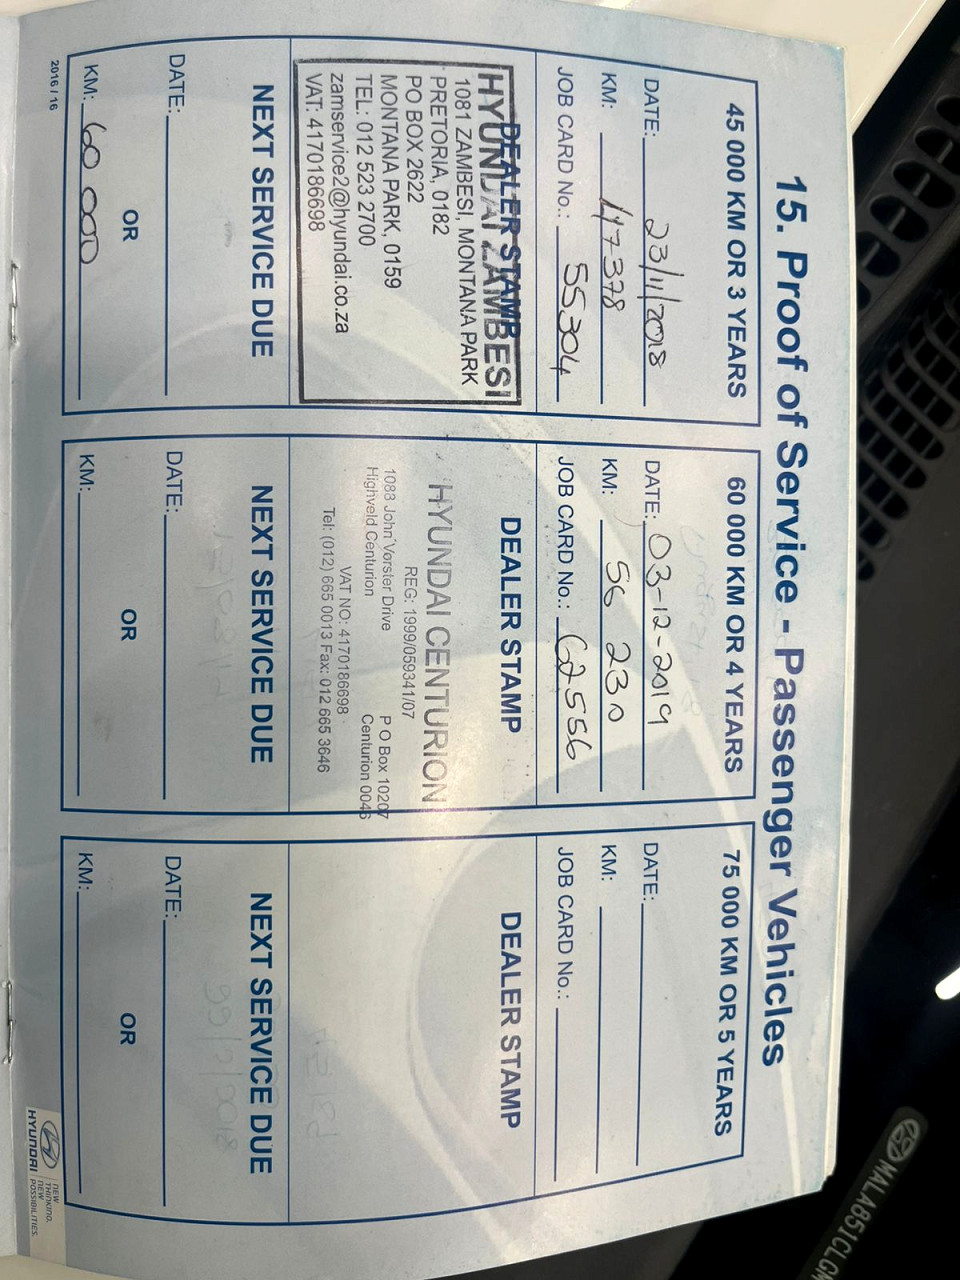 15. Proof of Service - Passenger Vehicles
45 000 KM OR 3 YEARS
DATE: 23/11/2018
KM: 147378
JOB CARD No.: 55304
DEALER STAMP
HYUNDAI ZAMBESI
1081 ZAMBESI, MONTANA PARK
PRETORIA, 0182
PO BOX 2622
MONTANA PARK, 0159
TEL: 012 523 2700
zamservice2@hyundai.co.za
VAT: 4170186698
NEXT SERVICE DUE
DATE:
OR
KM: 60 000
2016 / 16
60 000 KM OR 4 YEARS
DATE: 03-12-2019
KM: 56 230
JOB CARD No.: 62556
DEALER STAMP
HYUNDAI CENTURION
REG: 1999/059341/07
1083 John Vorster Drive P O Box 10207
Highveld Centurion Centurion 0046
VAT NO: 4170186698
Tel: (012) 665 0013 Fax: 012 665 3646
NEXT SERVICE DUE
DATE:
OR
KM:
75 000 KM OR 5 YEARS
DATE:
KM:
JOB CARD No.:
DEALER STAMP
NEXT SERVICE DUE
DATE:
OR
KM:
HYUNDAI
NEW
THINKING.
NEW
POSSIBILITIES.
MALA851CLG